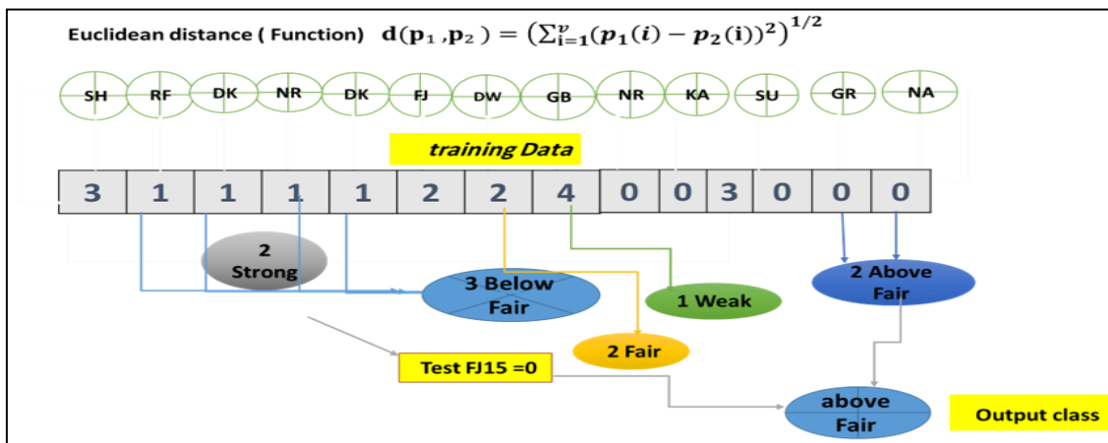 Euclidean distance ( Function) d(p₁ ,p₂ ) = (∑ᵛᵢ₌₁(p₁(i) − p₂(i))²)^1/2
SH RF DK NR DK FJ DW GB NR KA SU GR NA
training Data
3 1 1 1 1 2 2 4 0 0 3 0 0 0
2
Strong
3 Below
Fair
1 Weak
2 Above
Fair
2 Fair
Test FJ15 =0
above
Fair
Output class